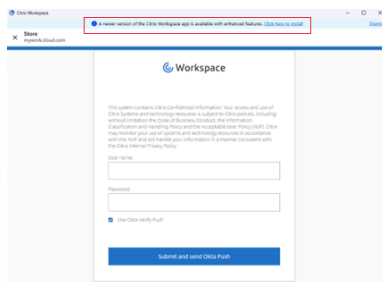 Citrix Workspace
A newer version of the Citrix Workspace app is available with enhanced features. Click here to install
Dismiss
Store
mywork.cloud.com
Workspace
This system contains Citrix Confidential Information. Your access and use of
Citrix Systems and technology resources is subject to Citrix policies, including
without limitation the Code of Business Conduct, the Information
Classification and Handling Policy and the Acceptable User Policy (AUP). Citrix
may monitor your use of systems and technology resources in accordance
with the AUP and will handle your information in a manner consistent with
the Citrix Internal Privacy Policy.
User name:
Password:
Use Okta Verify Push
Submit and send Okta Push